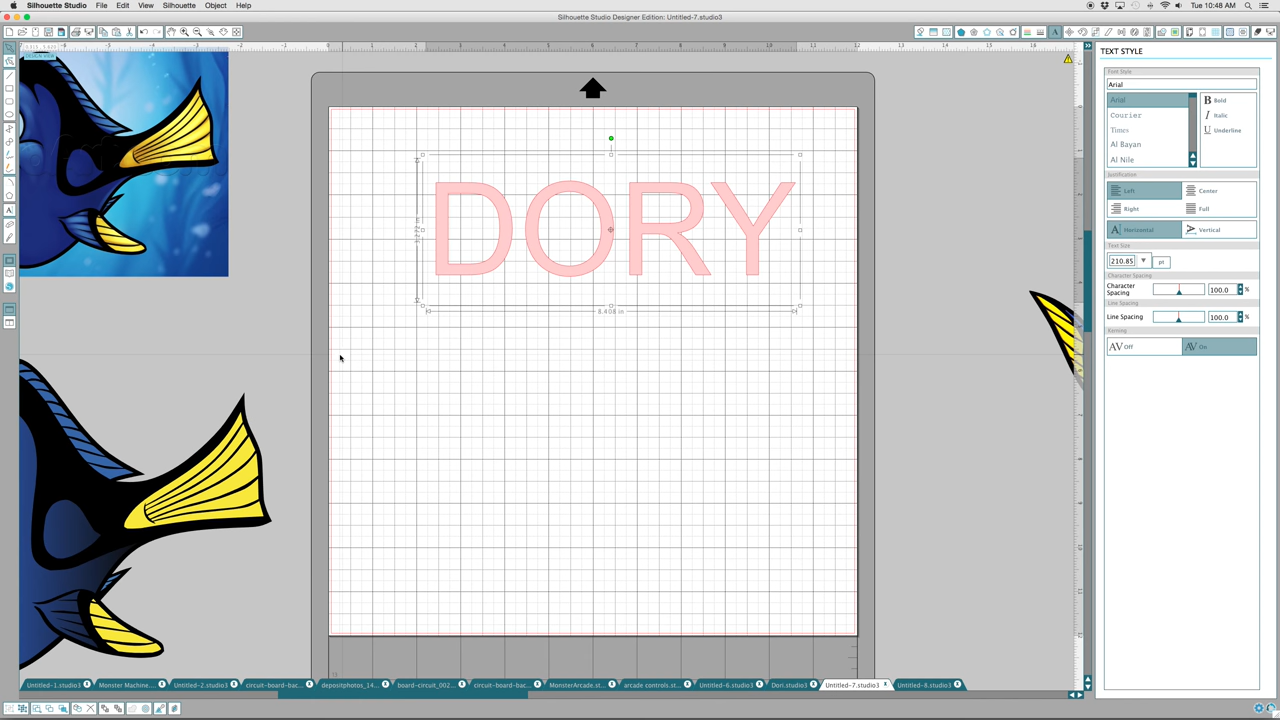 Silhouette Studio File Edit View Silhouette Object Help Tue 10:48 AM
Silhouette Studio Designer Edition: Untitled-7.studio3
DESIGN VIEW
DORY
8.408 in
TEXT STYLE
Font Style
Arial
Arial
Courier
Times
Al Bayan
Al Nile
B Bold
I Italic
U Underline
Justification
Left Center
Right Full
Horizontal Vertical
Text Size
210.85 pt
Character Spacing
Character Spacing 100.0 %
Line Spacing
Line Spacing 100.0 %
Kerning
AV Off AV On
Untitled-1.studio3 Monster Machine... Untitled-2.studio3 circuit-board-bac... depositphotos_14... board-circuit_002... circuit-board-bac... MonsterArcade.st... arcade controls.st... Untitled-6.studio3 Dori.studio3 Untitled-7.studio3 Untitled-8.studio3